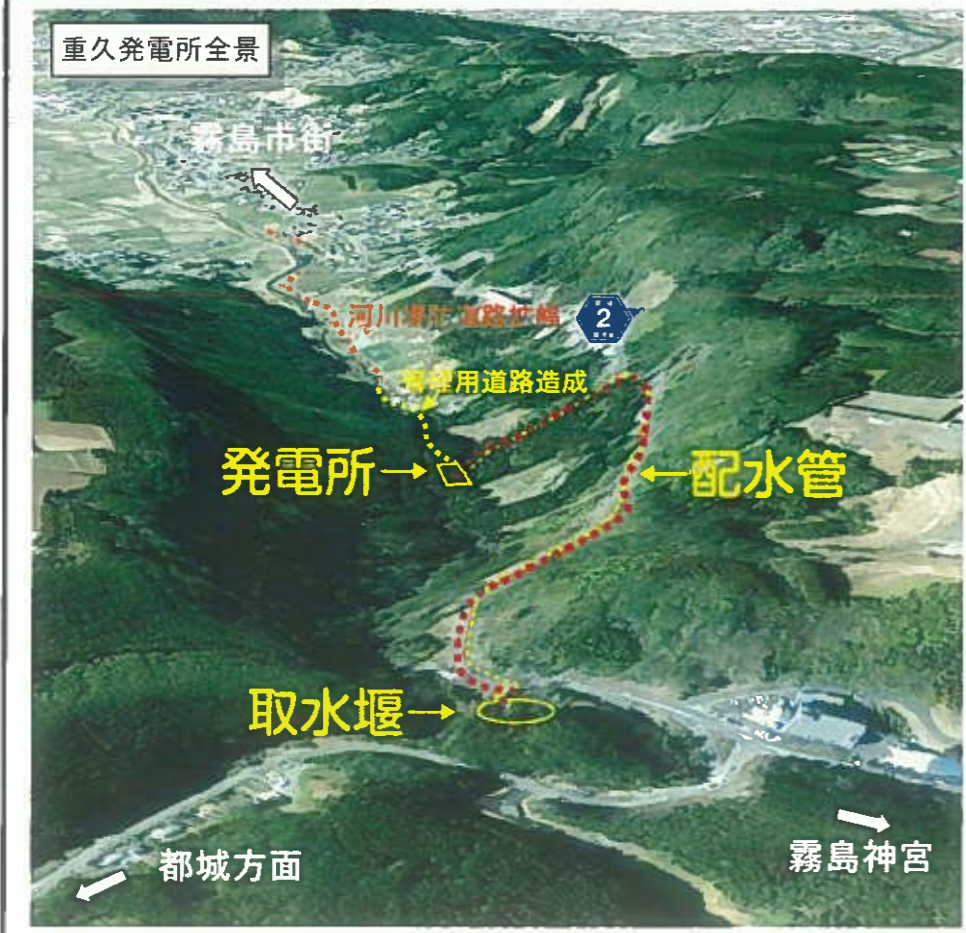 重久発電所全景
霧島市街
河川堤防道路拡幅
2
管理用道路造成
発電所→
←配水管
取水堰→
都城方面
霧島神宮